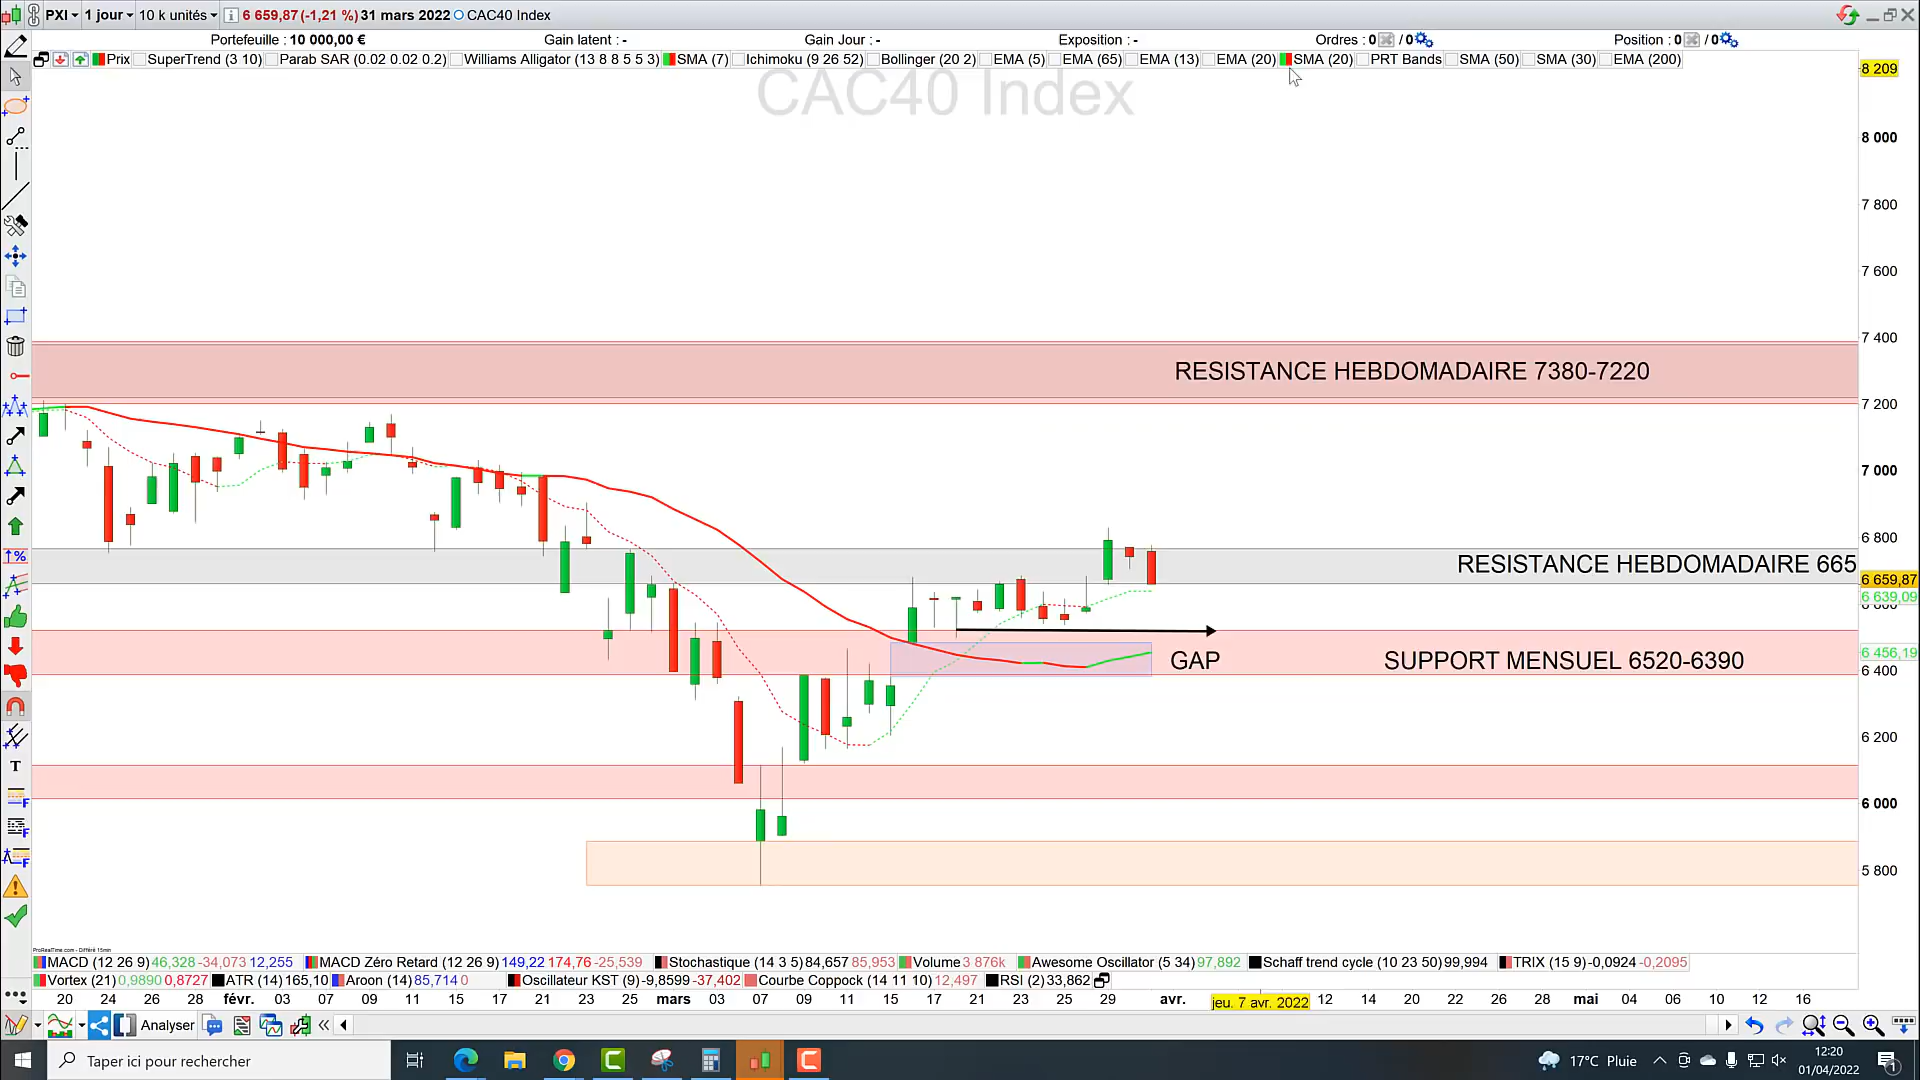 PXI 1 jour 10 k unités 6 659,87 (-1,21 %) 31 mars 2022 CAC40 Index
Portefeuille : 10 000,00 € Gain latent : - Gain Jour : - Exposition : - Ordres : 0 / 0 Position : 0 / 0
Prix SuperTrend (3 10) Parab SAR (0.02 0.02 0.2) Williams Alligator (13 8 8 5 5 3) SMA (7) Ichimoku (9 26 52) Bollinger (20 2) EMA (5) EMA (65) EMA (13) EMA (20) SMA (20) PRT Bands SMA (50) SMA (30) EMA (200)
8 209
CAC40 Index
8 000
7 800
7 600
7 400
RESISTANCE HEBDOMADAIRE 7380-7220
7 200
7 000
6 800
RESISTANCE HEBDOMADAIRE 665
6 659,87
6 639,09
6 600
6 456,19
GAP
SUPPORT MENSUEL 6520-6390
6 400
6 200
6 000
5 800
ProRealTime.com - Différé 15min
MACD (12 26 9) 46,328 -34,073 12,255 MACD Zéro Retard (12 26 9) 149,22 174,76 -25,539 Stochastique (14 3 5) 84,657 85,953 Volume 3 876k Awesome Oscillator (5 34) 97,892 Schaff trend cycle (10 23 50) 99,994 TRIX (15 9) -0,0924 -0,2095
Vortex (21) 0,9890 0,8727 ATR (14) 165,10 Aroon (14) 85,714 0 Oscillateur KST (9) -9,8599 -37,402 Courbe Coppock (14 11 10) 12,497 RSI (2) 33,862
20 24 26 28 févr. 03 07 09 11 15 17 21 23 25 mars 03 07 09 11 15 17 21 23 25 29 avr. jeu. 7 avr. 2022 12 14 20 22 26 28 mai 04 06 10 12 16
Analyser
Taper ici pour rechercher
17°C Pluie
12:20
01/04/2022
1